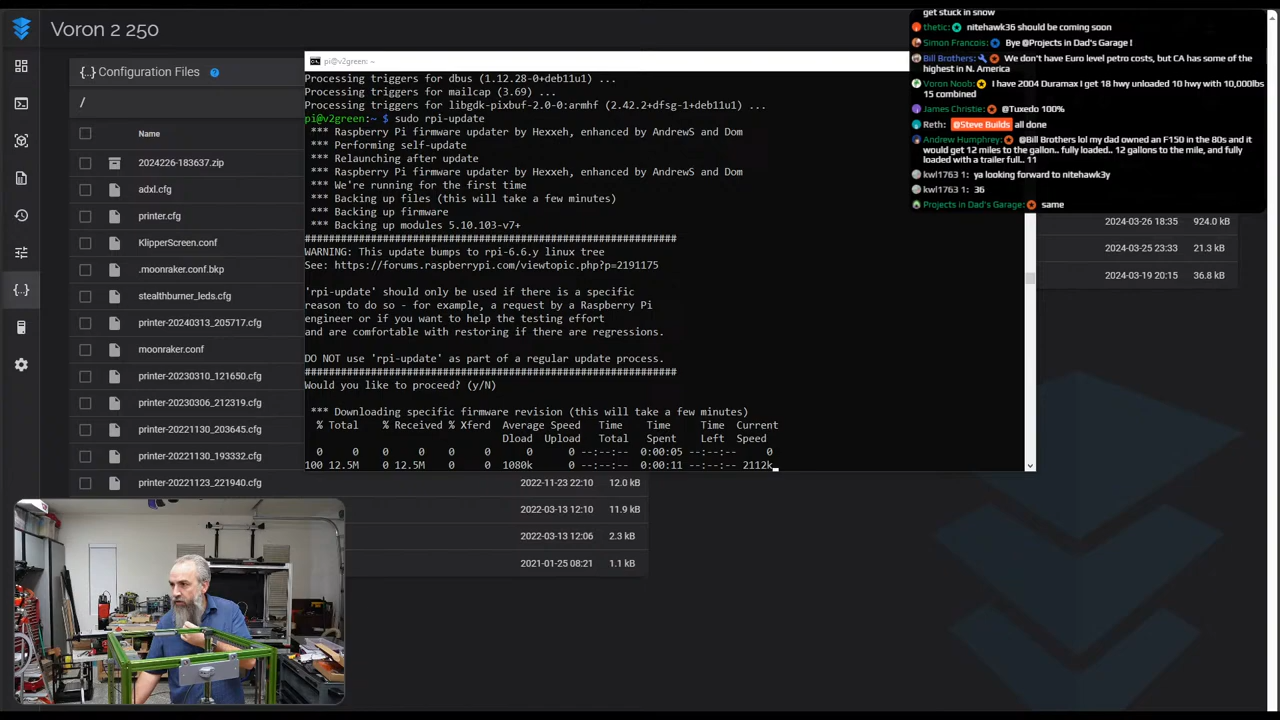 Voron 2 250
{} Configuration Files
/
Name
2024226-183637.zip
adxl.cfg
printer.cfg
KlipperScreen.conf
.moonraker.conf.bkp
stealthburner_leds.cfg
printer-20240313_205717.cfg
moonraker.conf
printer-20230310_121650.cfg
printer-20230306_212319.cfg
printer-20221130_203645.cfg
printer-20221130_193332.cfg
printer-20221123_221940.cfg
2022-11-23 22:10 12.0 kB
2022-03-13 12:10 11.9 kB
2022-03-13 12:06 2.3 kB
2021-01-25 08:21 1.1 kB
2024-03-26 18:35 924.0 kB
2024-03-25 23:33 21.3 kB
2024-03-19 20:15 36.8 kB
pi@v2green: ~
Processing triggers for dbus (1.12.28-0+deb11u1) ...
Processing triggers for mailcap (3.69) ...
Processing triggers for libgdk-pixbuf-2.0-0:armhf (2.42.2+dfsg-1+deb11u2) ...
pi@v2green:~ $ sudo rpi-update
*** Raspberry Pi firmware updater by Hexxeh, enhanced by AndrewS and Dom
*** Performing self-update
*** Relaunching after update
*** Raspberry Pi firmware updater by Hexxeh, enhanced by AndrewS and Dom
*** We're running for the first time
*** Backing up files (this will take a few minutes)
*** Backing up firmware
*** Backing up modules 5.10.103-v7+
#############################################################
WARNING: This update bumps to rpi-6.6.y linux tree
See: https://forums.raspberrypi.com/viewtopic.php?p=2191175
'rpi-update' should only be used if there is a specific
reason to do so - for example, a request by a Raspberry Pi
engineer or if you want to help the testing effort
and are comfortable with restoring if there are regressions.
DO NOT use 'rpi-update' as part of a regular update process.
#############################################################
Would you like to proceed? (y/N)
*** Downloading specific firmware revision (this will take a few minutes)
% Total % Received % Xferd Average Speed Time Time Time Current
Dload Upload Total Spent Left Speed
0 0 0 0 0 0 0 0 --:--:-- 0:00:05 --:--:-- 0
100 12.5M 0 12.5M 0 0 1080k 0 --:--:-- 0:00:11 --:--:-- 2112k
get stuck in snow
thetic: nitehawk36 should be coming soon
Simon Francois: Bye @Projects in Dad's Garage !
Bill Brothers: We don't have Euro level petro costs, but CA has some of the
highest in N. America
Voron Noob: I have 2004 Duramax I get 18 hwy unloaded 10 hwy with 10,000lbs
15 combined
James Christie: @Tuxedo 100%
Reth: @Steve Builds all done
Andrew Humphrey: @Bill Brothers lol my dad owned an F150 in the 80s and it
would get 12 miles to the gallon.. fully loaded.. 12 gallons to the mile, and fully
loaded with a trailer full.. 11
kwl1763 1: ya looking forward to nitehawk3y
kwl1763 1: 36
Projects in Dad's Garage: same